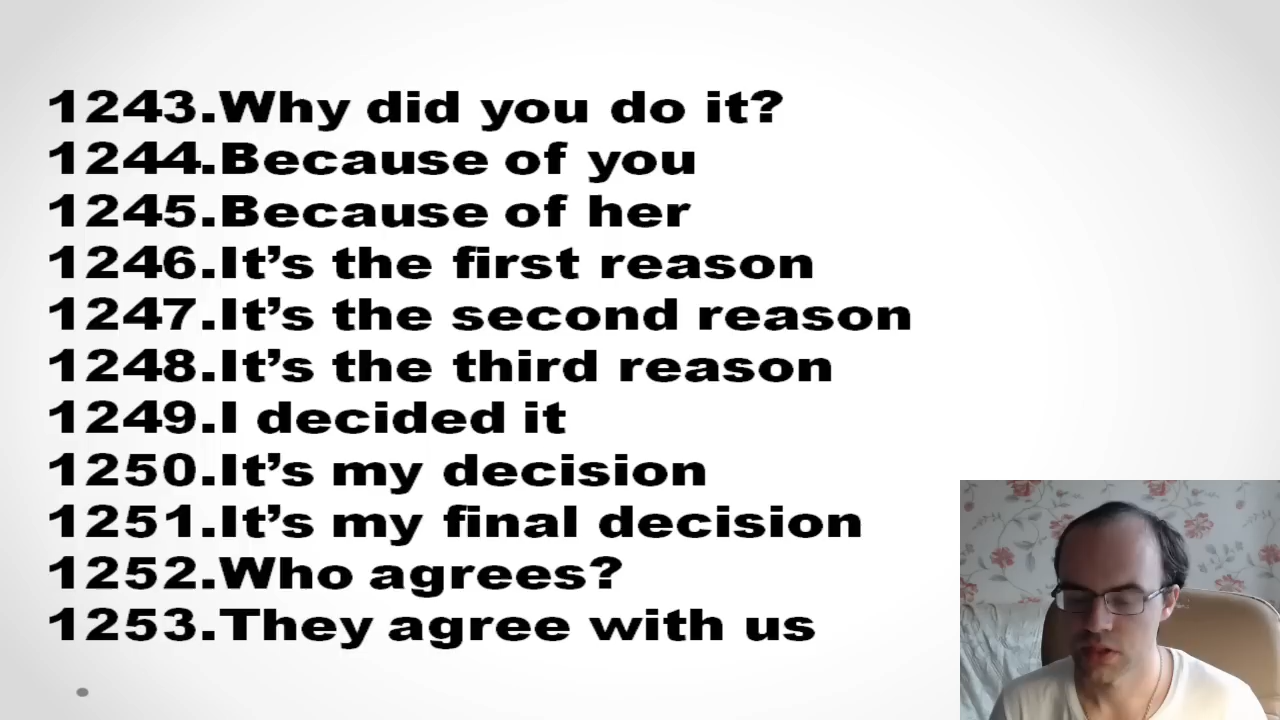 1243.Why did you do it?
1244.Because of you
1245.Because of her
1246.It’s the first reason
1247.It’s the second reason
1248.It’s the third reason
1249.I decided it
1250.It’s my decision
1251.It’s my final decision
1252.Who agrees?
1253.They agree with us